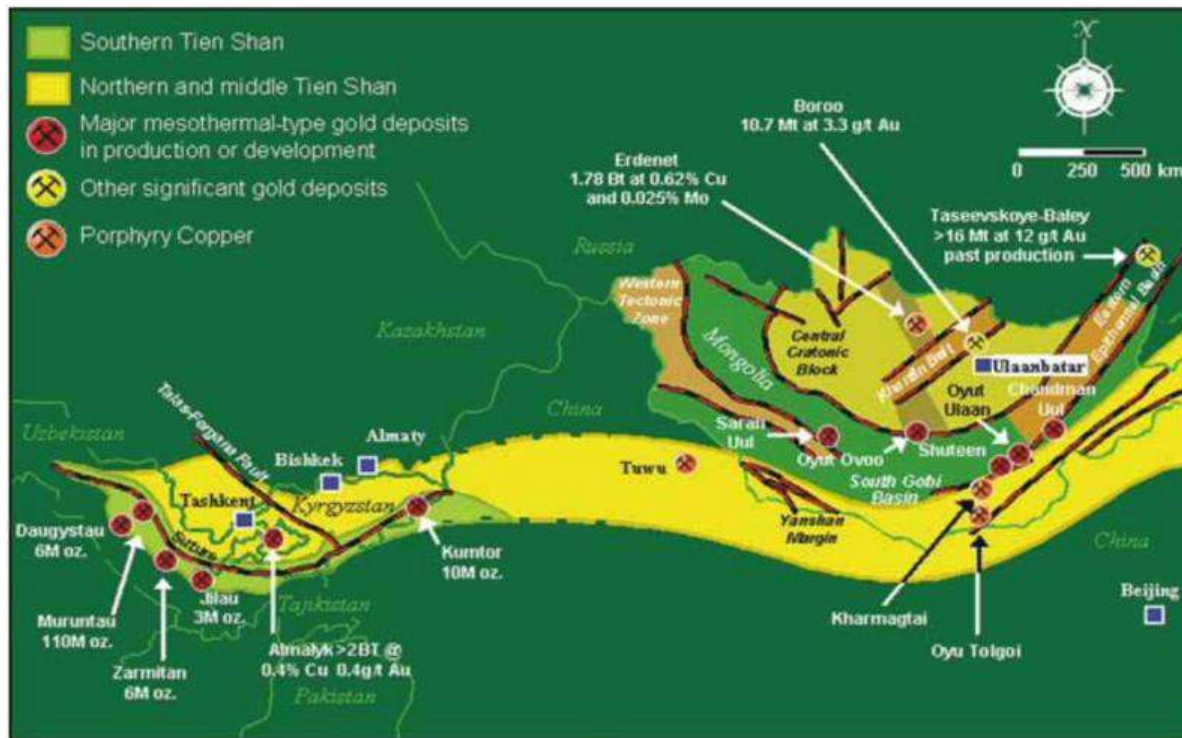 Southern Tien Shan
Northern and middle Tien Shan
Major mesothermal-type gold deposits
in production or development
Other significant gold deposits
Porphyry Copper
N
0 250 500 km
Boroo
10.7 Mt at 3.3 g/t Au
Erdenet
1.78 Bt at 0.62% Cu
and 0.025% Mo
Taseevskoye-Baley
>16 Mt at 12 g/t Au
past production
Russia
Western
Tectonic
Zone
Kazakhstan
Mongolia
Central
Cratonic
Block
Eastern
Epithermal Basin
Ulaanbatar
Oyut
Ulaan
Chandman
Uul
China
Uzbekistan
Talas-Fergana Fault
Almaty
Bishkek
Kyrgyzstan
Tashkent
Suture
Tuwu
Oyut Ovoo
Shuteen
South Gobi
Basin
Yanshan
Margin
China
Beijing
Daugystau
6M oz.
Muruntau
110M oz.
Zarmitan
6M oz.
Jilau
3M oz.
Tajikistan
Kumtor
10M oz.
Almalyk >2BT @
0.4% Cu 0.4g/t Au
Pakistan
Kharmagtai
Oyu Tolgoi